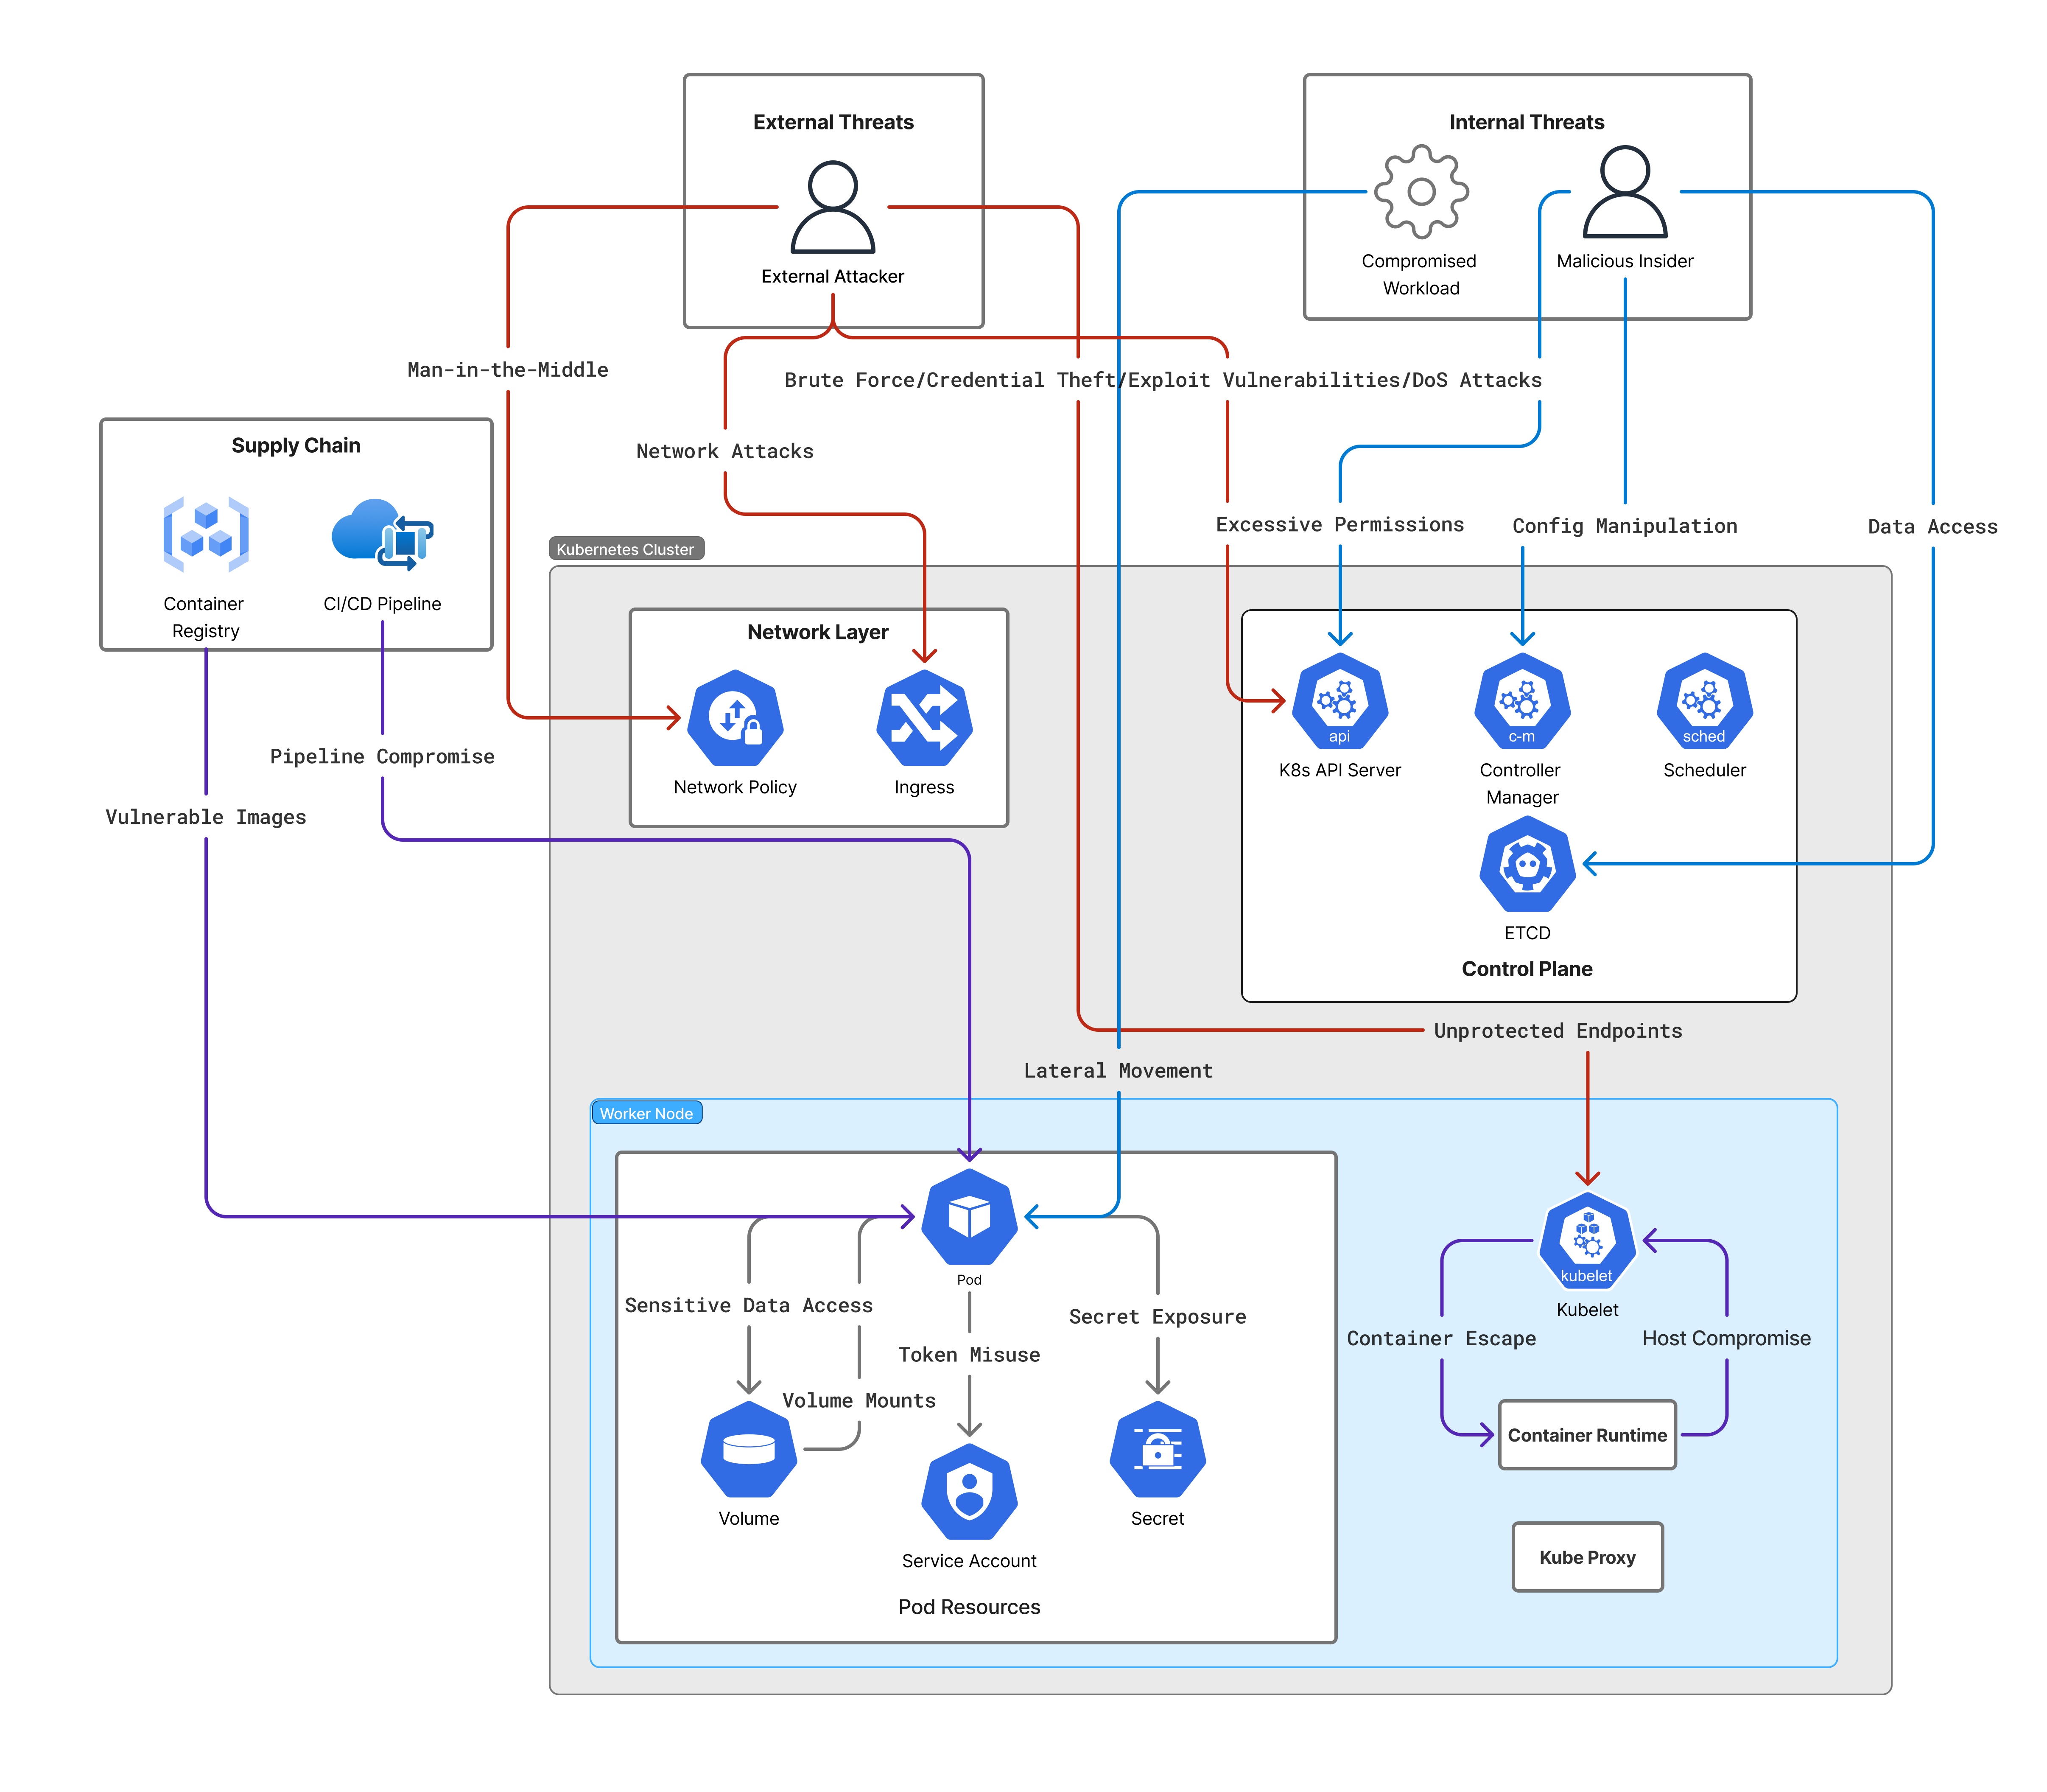 External Threats
External Attacker
Internal Threats
Compromised
Workload
Malicious Insider
Man-in-the-Middle
Brute Force/Credential Theft/Exploit Vulnerabilities/DoS Attacks
Network Attacks
Supply Chain
Container
Registry
CI/CD Pipeline
Excessive Permissions
Config Manipulation
Data Access
Kubernetes Cluster
Network Layer
Network Policy
Ingress
api
K8s API Server
c-m
Controller
Manager
sched
Scheduler
ETCD
Control Plane
Pipeline Compromise
Vulnerable Images
Unprotected Endpoints
Lateral Movement
Worker Node
Pod
kubelet
Kubelet
Sensitive Data Access
Secret Exposure
Token Misuse
Container Escape
Host Compromise
Volume Mounts
Container Runtime
Volume
Secret
Service Account
Kube Proxy
Pod Resources